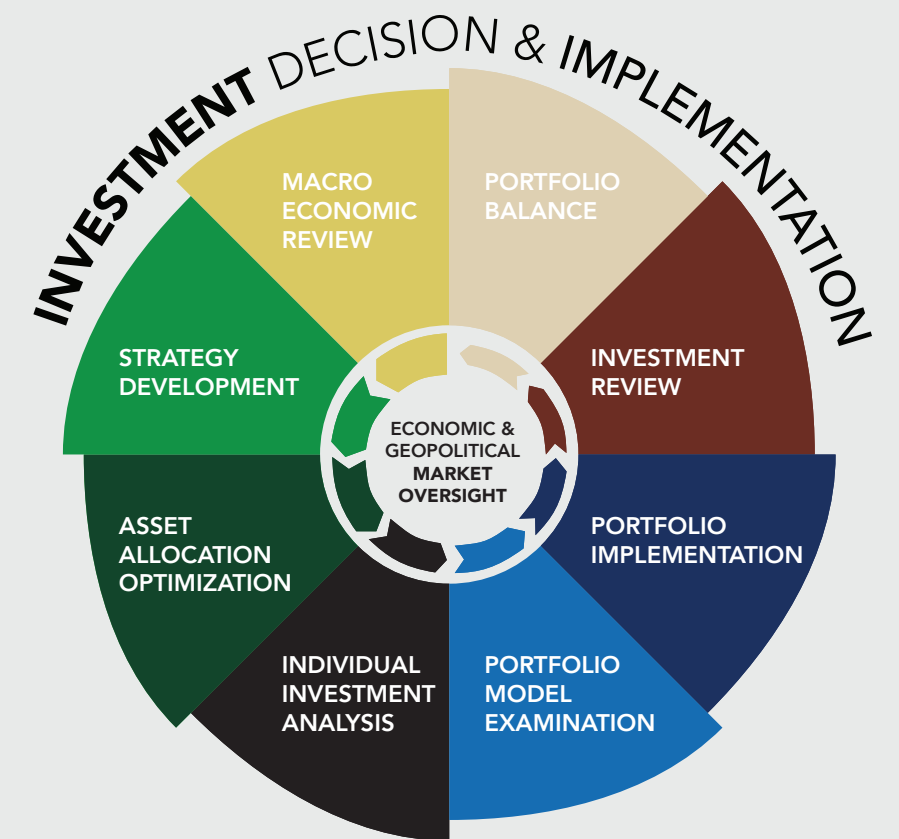 INVESTMENT DECISION & IMPLEMENTATION
MACRO
ECONOMIC
REVIEW
PORTFOLIO
BALANCE
STRATEGY
DEVELOPMENT
INVESTMENT
REVIEW
ECONOMIC &
GEOPOLITICAL
MARKET
OVERSIGHT
ASSET
ALLOCATION
OPTIMIZATION
PORTFOLIO
IMPLEMENTATION
INDIVIDUAL
INVESTMENT
ANALYSIS
PORTFOLIO
MODEL
EXAMINATION